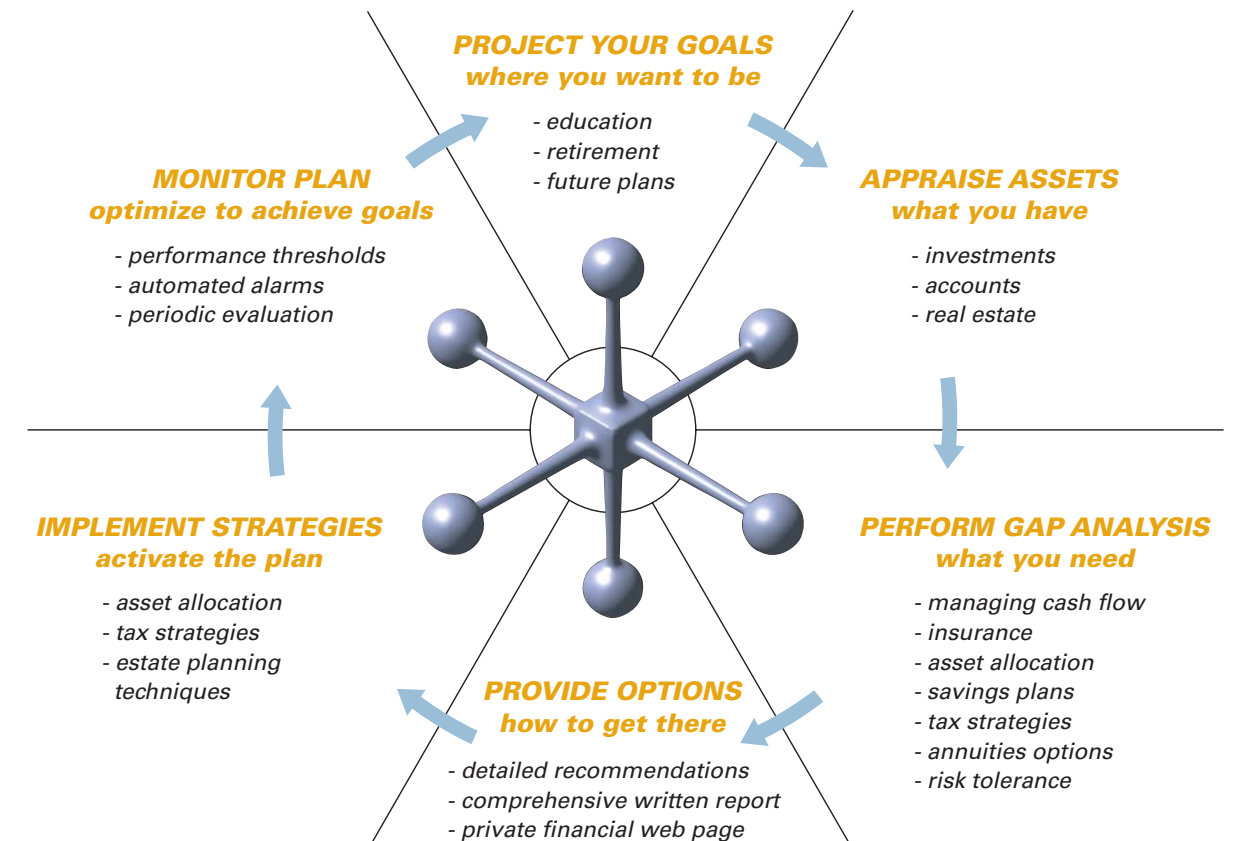 PROJECT YOUR GOALS
where you want to be
- education
- retirement
- future plans
APPRAISE ASSETS
what you have
- investments
- accounts
- real estate
PERFORM GAP ANALYSIS
what you need
- managing cash flow
- insurance
- asset allocation
- savings plans
- tax strategies
- annuities options
- risk tolerance
PROVIDE OPTIONS
how to get there
- detailed recommendations
- comprehensive written report
- private financial web page
IMPLEMENT STRATEGIES
activate the plan
- asset allocation
- tax strategies
- estate planning
techniques
MONITOR PLAN
optimize to achieve goals
- performance thresholds
- automated alarms
- periodic evaluation